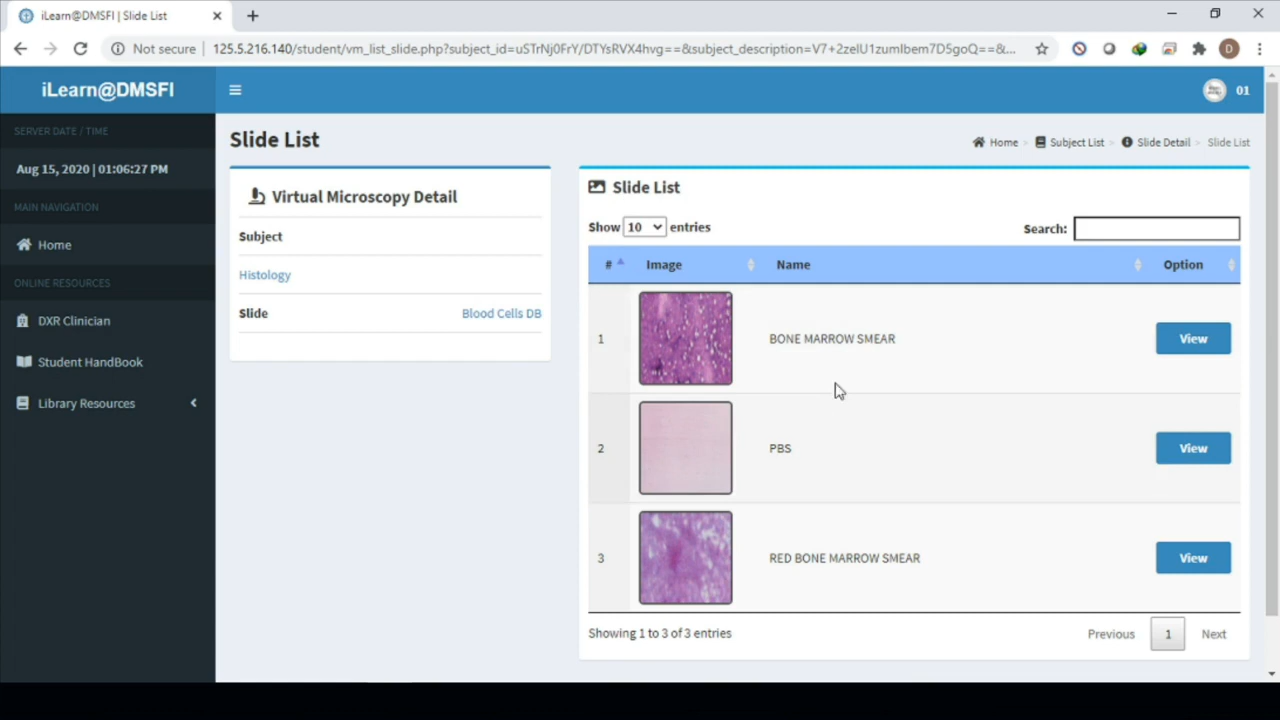 iLearn@DMSFI | Slide List
Not secure 125.5.216.140/student/vm_list_slide.php?subject_id=uSTrNj0FrY/DTYsRVX4hvg==&subject_description=V7+2zelU1zumIbem7D5goQ==&...
D
iLearn@DMSFI
01
SERVER DATE / TIME
Aug 15, 2020 | 01:06:27 PM
MAIN NAVIGATION
Home
ONLINE RESOURCES
DXR Clinician
Student HandBook
Library Resources
Slide List
Home > Subject List > Slide Detail > Slide List
Virtual Microscopy Detail
Subject
Histology
Slide Blood Cells DB
Slide List
Show 10 entries Search:
# Image Name Option
1 BONE MARROW SMEAR View
2 PBS View
3 RED BONE MARROW SMEAR View
Showing 1 to 3 of 3 entries Previous 1 Next